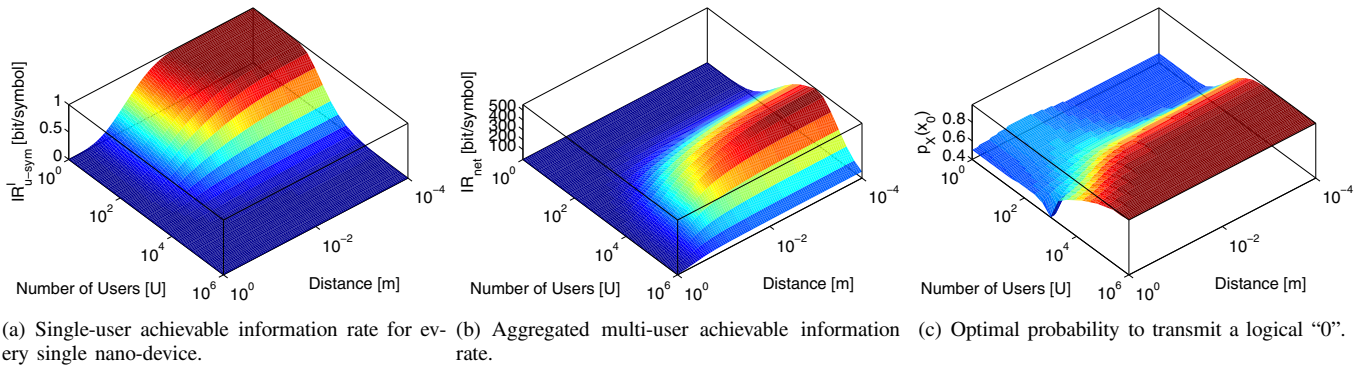 IR^I_u-sym [bit/symbol]
1
0.5
0
10^0
10^2
10^4
10^6
10^0
10^-2
10^-4
Number of Users [U]
Distance [m]
IR_net [bit/symbol]
500
400
300
200
100
10^0
10^2
10^4
10^6
10^0
10^-2
10^-4
Number of Users [U]
Distance [m]
p_X(x_0)
0.8
0.6
0.4
10^0
10^2
10^4
10^6
10^0
10^-2
10^-4
Number of Users [U]
Distance [m]
(a) Single-user achievable information rate for ev-
ery single nano-device.
(b) Aggregated multi-user achievable information
rate.
(c) Optimal probability to transmit a logical “0”.